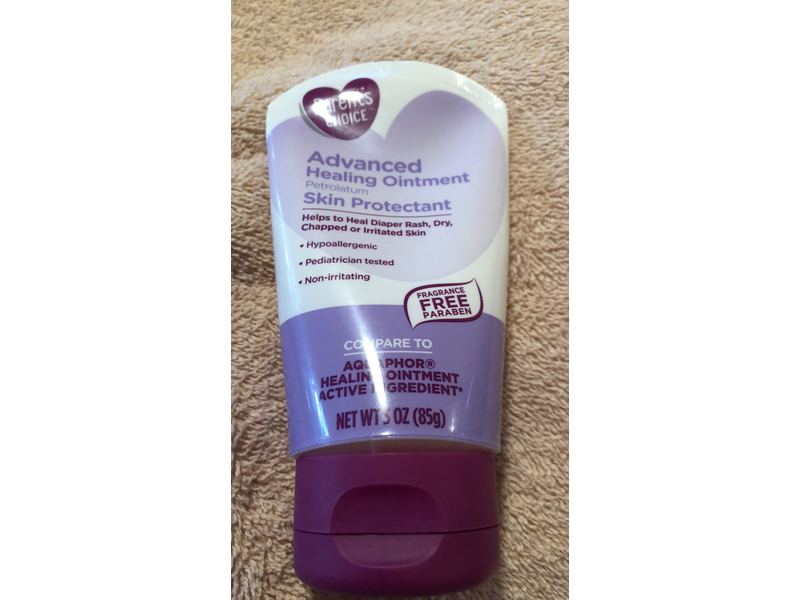 Parent's
CHOICE™
Advanced
Healing Ointment
Petrolatum
Skin Protectant
Helps to Heal Diaper Rash, Dry,
Chapped or Irritated Skin
Hypoallergenic
Pediatrician tested
Non-irritating
FRAGRANCE
FREE
PARABEN
COMPARE TO
AQUAPHOR®
HEALING OINTMENT
ACTIVE INGREDIENT*
NET WT 3 OZ (85g)